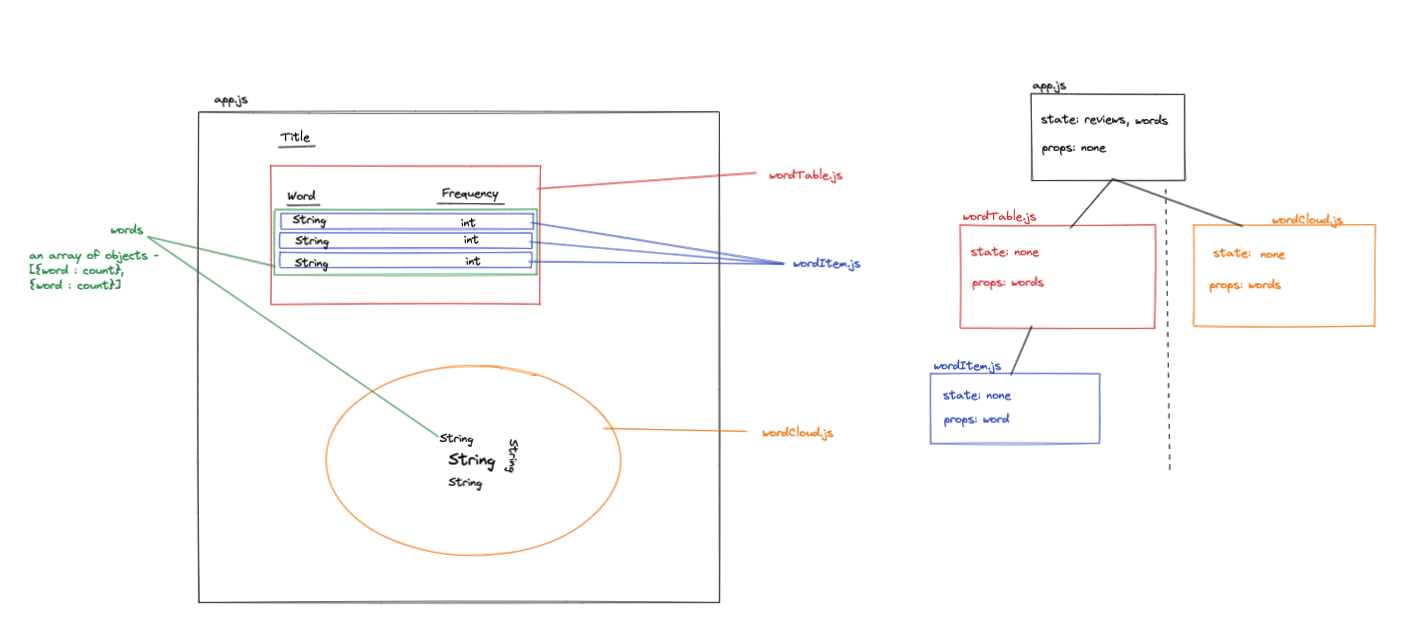 app.js
Title
wordTable.js
Word Frequency
String int
String int
String int
words
an array of objects -
[{word : count},
{word : count}]
wordItem.js
String
String
String
String
wordCloud.js
app.js
state: reviews, words
props: none
wordTable.js
state: none
props: words
wordCloud.js
state: none
props: words
wordItem.js
state: none
props: word